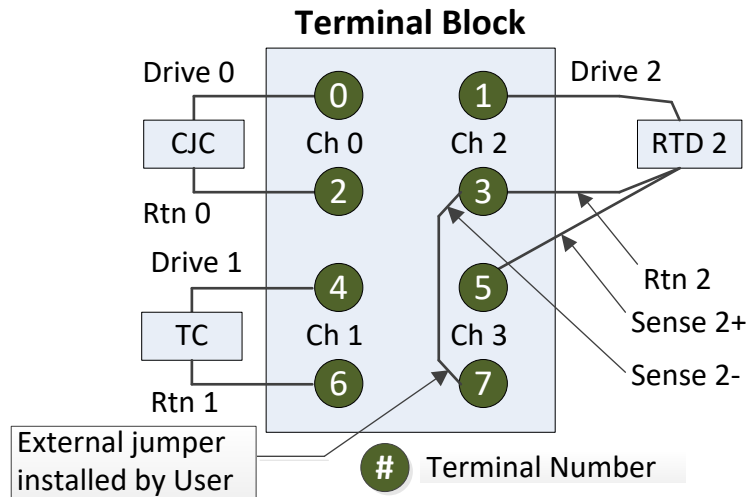 Terminal Block
Drive 0
0
1
Drive 2
CJC
Ch 0
Ch 2
RTD 2
2
3
Rtn 0
Drive 1
4
5
Rtn 2
Sense 2+
TC
Ch 1
Ch 3
Sense 2-
6
7
Rtn 1
External jumper
installed by User
# Terminal Number